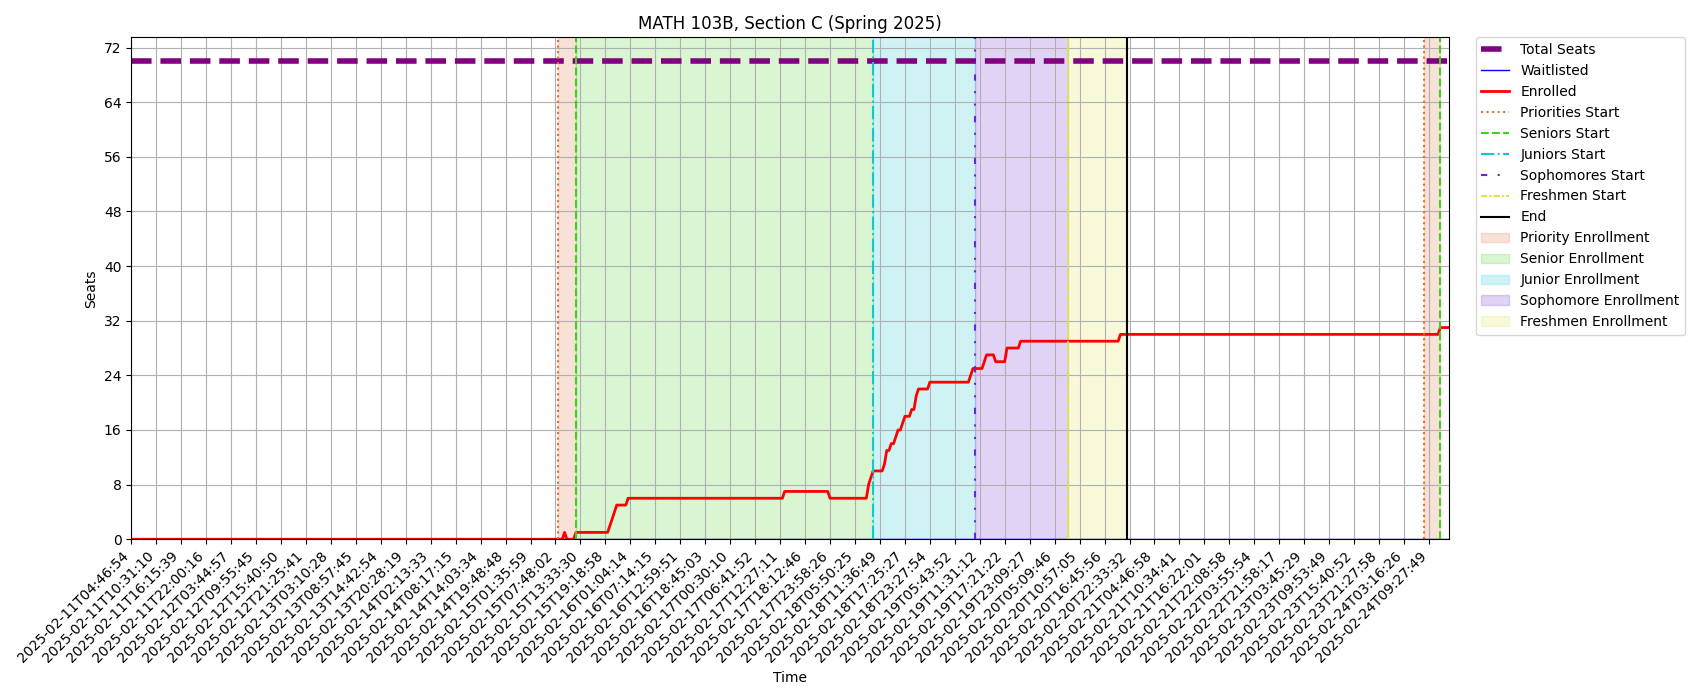 MATH 103B, Section C (Spring 2025)
72
64
56
48
40
32
24
16
8
0
Seats
2025-02-11T04:46:54
2025-02-11T10:31:10
2025-02-11T16:15:39
2025-02-11T22:00:16
2025-02-12T03:44:57
2025-02-12T09:55:45
2025-02-12T15:40:50
2025-02-12T21:25:41
2025-02-13T03:10:28
2025-02-13T08:57:45
2025-02-13T14:42:54
2025-02-13T20:28:19
2025-02-14T02:13:33
2025-02-14T08:17:15
2025-02-14T14:03:34
2025-02-14T19:48:48
2025-02-15T01:35:59
2025-02-15T07:48:02
2025-02-15T13:33:30
2025-02-15T19:18:58
2025-02-16T01:04:14
2025-02-16T07:14:15
2025-02-16T12:59:51
2025-02-16T18:45:03
2025-02-17T00:30:10
2025-02-17T06:41:52
2025-02-17T12:27:11
2025-02-17T18:12:46
2025-02-17T23:58:26
2025-02-18T05:50:25
2025-02-18T11:36:49
2025-02-18T17:25:27
2025-02-18T23:27:54
2025-02-19T05:43:52
2025-02-19T11:31:12
2025-02-19T17:21:22
2025-02-19T23:09:27
2025-02-20T05:09:46
2025-02-20T10:57:05
2025-02-20T16:45:56
2025-02-20T22:33:32
2025-02-21T04:46:58
2025-02-21T10:34:41
2025-02-21T16:22:01
2025-02-21T22:08:58
2025-02-22T03:55:54
2025-02-22T21:58:17
2025-02-23T03:45:29
2025-02-23T09:53:49
2025-02-23T15:40:52
2025-02-23T21:27:58
2025-02-24T03:16:26
2025-02-24T09:27:49
Time
Total Seats
Waitlisted
Enrolled
Priorities Start
Seniors Start
Juniors Start
Sophomores Start
Freshmen Start
End
Priority Enrollment
Senior Enrollment
Junior Enrollment
Sophomore Enrollment
Freshmen Enrollment